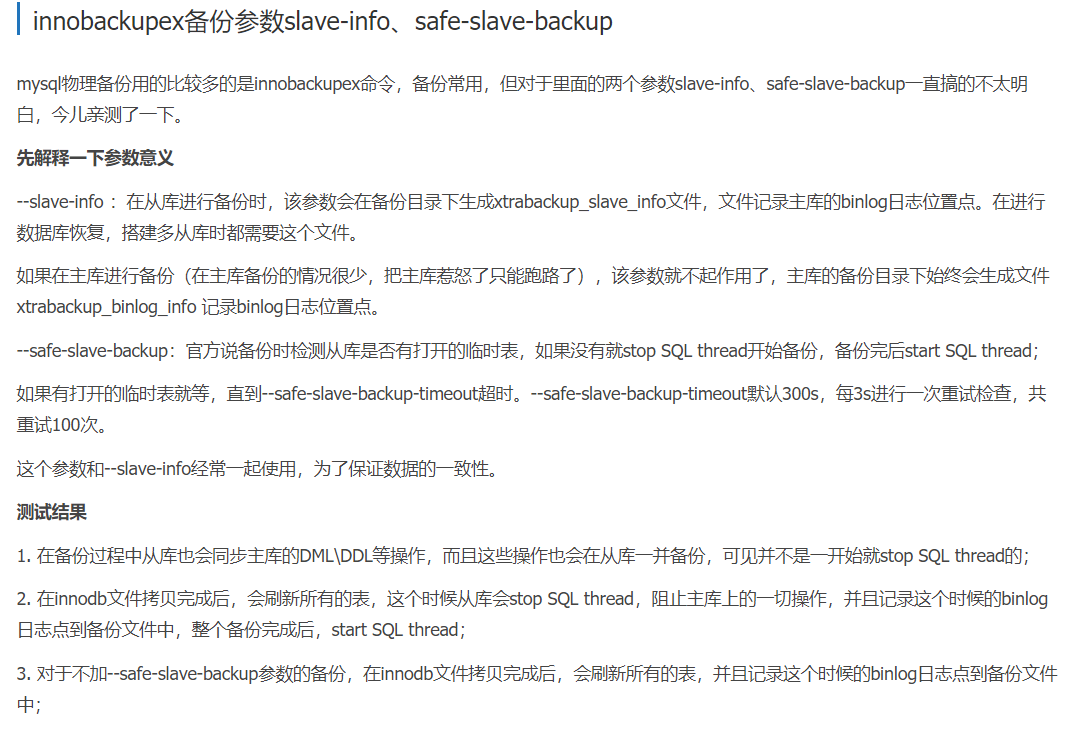 innobackupex备份参数slave-info、safe-slave-backup
mysql物理备份用的比较多的是innobackupex命令，备份常用，但对于里面的两个参数slave-info、safe-slave-backup一直搞的不太明
白，今儿亲测了一下。
先解释一下参数意义
--slave-info ：在从库进行备份时，该参数会在备份目录下生成xtrabackup_slave_info文件，文件记录主库的binlog日志位置点。在进行
数据库恢复，搭建多从库时都需要这个文件。
如果在主库进行备份（在主库备份的情况很少，把主库惹怒了只能跑路了），该参数就不起作用了，主库的备份目录下始终会生成文件
xtrabackup_binlog_info 记录binlog日志位置点。
--safe-slave-backup：官方说备份时检测从库是否有打开的临时表，如果没有就stop SQL thread开始备份，备份完后start SQL thread；
如果有打开的临时表就等，直到--safe-slave-backup-timeout超时。--safe-slave-backup-timeout默认300s，每3s进行一次重试检查，共
重试100次。
这个参数和--slave-info经常一起使用，为了保证数据的一致性。
测试结果
1. 在备份过程中从库也会同步主库的DML\DDL等操作，而且这些操作也会在从库一并备份，可见并不是一开始就stop SQL thread的；
2. 在innodb文件拷贝完成后，会刷新所有的表，这个时候从库会stop SQL thread，阻止主库上的一切操作，并且记录这个时候的binlog
日志点到备份文件中，整个备份完成后，start SQL thread；
3. 对于不加--safe-slave-backup参数的备份，在innodb文件拷贝完成后，会刷新所有的表，并且记录这个时候的binlog日志点到备份文件
中；